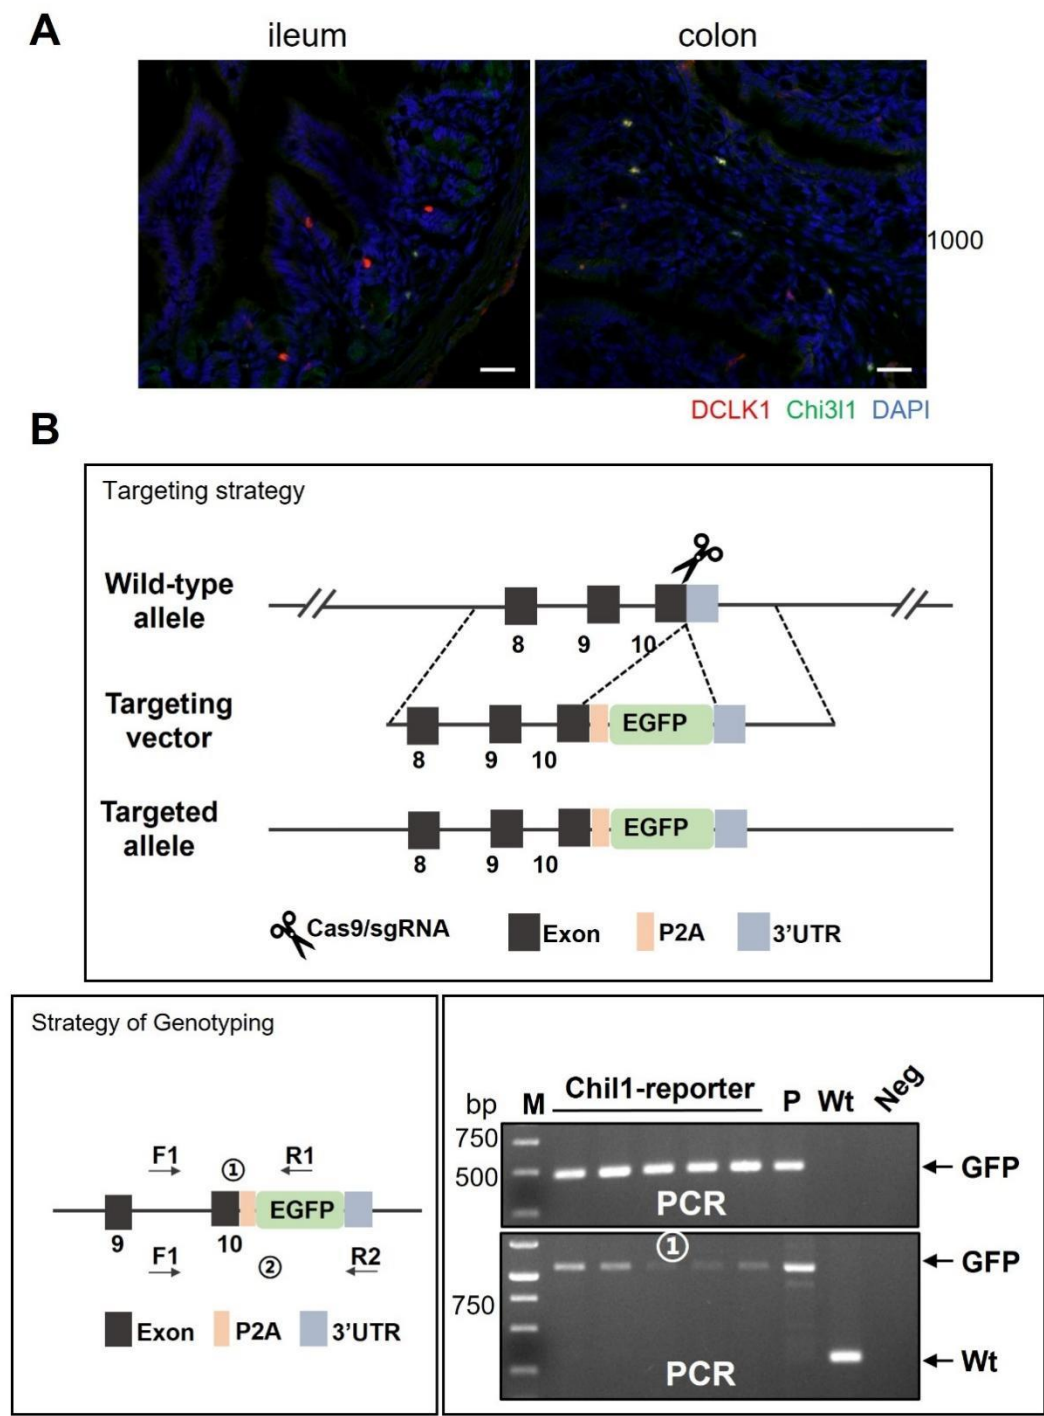 A
ileum colon
1000
DCLK1 Chi3l1 DAPI
B
Targeting strategy
Wild-type
allele
8 9 10
Targeting
vector
EGFP
8 9 10
Targeted
allele
EGFP
8 9 10
Cas9/sgRNA Exon P2A 3’UTR
Strategy of Genotyping
F1 ① R1
EGFP
9 10
F1 ② R2
Exon P2A 3’UTR
bp M Chil1-reporter P Wt Neg
750
500
GFP
PCR
①
GFP
750
Wt
PCR